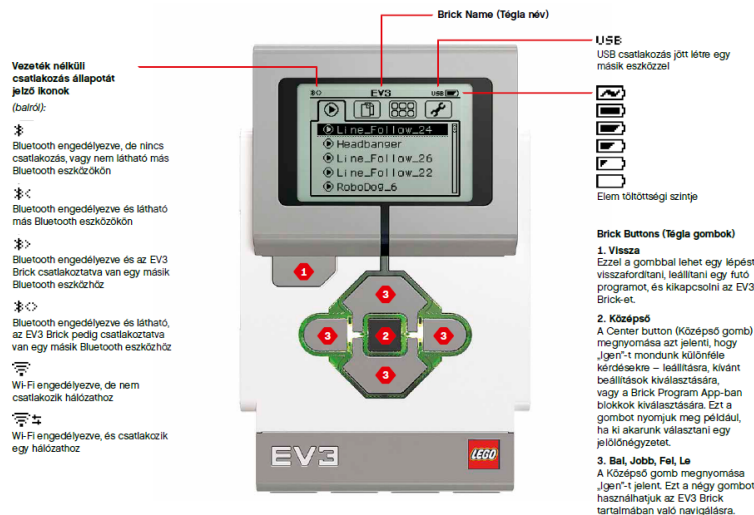 Brick Name (Tégla név)
Vezeték nélküli
csatlakozás állapotát
jelző ikonok
(balról):
Bluetooth engedélyezve, de nincs
csatlakozás, vagy nem látható más
Bluetooth eszközökön
Bluetooth engedélyezve és látható
más Bluetooth eszközökön
Bluetooth engedélyezve és az EV3
Brick csatlakoztatva van egy másik
Bluetooth eszközhöz
Bluetooth engedélyezve és látható,
az EV3 Brick pedig csatlakoztatva
van egy másik Bluetooth eszközhöz
Wi-Fi engedélyezve, de nem
csatlakozik hálózathoz
Wi-Fi engedélyezve, és csatlakozik
egy hálózathoz
EV3 USB
Line_Follow_24
Headbanger
Line_Follow_26
Line_Follow_22
RoboDog_6
1
3
3 2 3
3
EV3 LEGO
USB
USB csatlakozás jött létre egy
másik eszközzel
Elem töltöttségi szintje
Brick Buttons (Tégla gombok)
1. Vissza
Ezzel a gombbal lehet egy lépést
visszafordítani, leállítani egy futó
programot, és kikapcsolni az EV3
Brick-et.
2. Középső
A Center button (Középső gomb)
megnyomása azt jelenti, hogy
„Igen”-t mondunk különféle
kérdésekre – leállításra, kívánt
beállítások kiválasztására,
vagy a Brick Program App-ban
blokkok kiválasztására. Ezt a
gombot nyomjuk meg például,
ha ki akarunk választani egy
jelölőnégyzetet.
3. Bal, Jobb, Fel, Le
A Középső gomb megnyomása
„Igen”-t jelent. Ezt a négy gombot
használhatjuk az EV3 Brick
tartalmában való navigálásra.